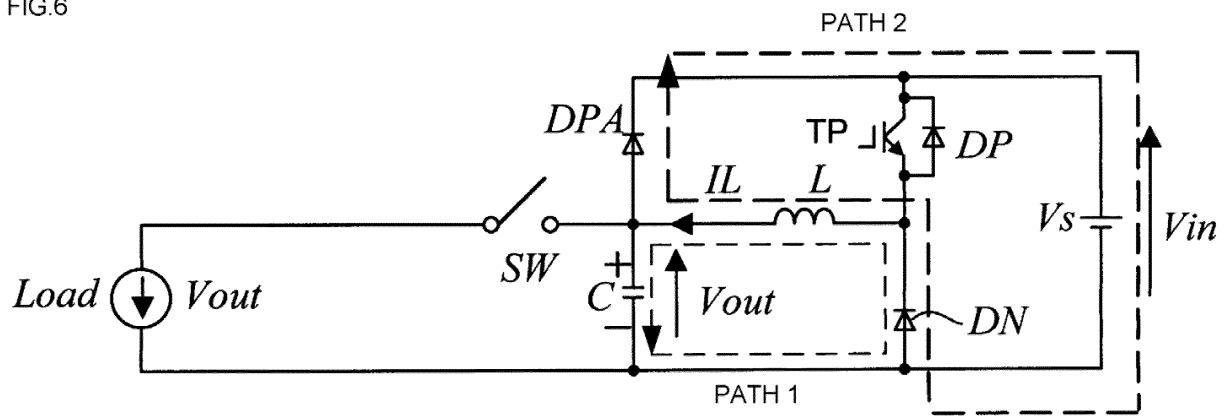 FIG.6
PATH 2
DPA
TP
DP
IL
L
Vs
Vin
SW
Load
Vout
+
C
Vout
DN
PATH 1